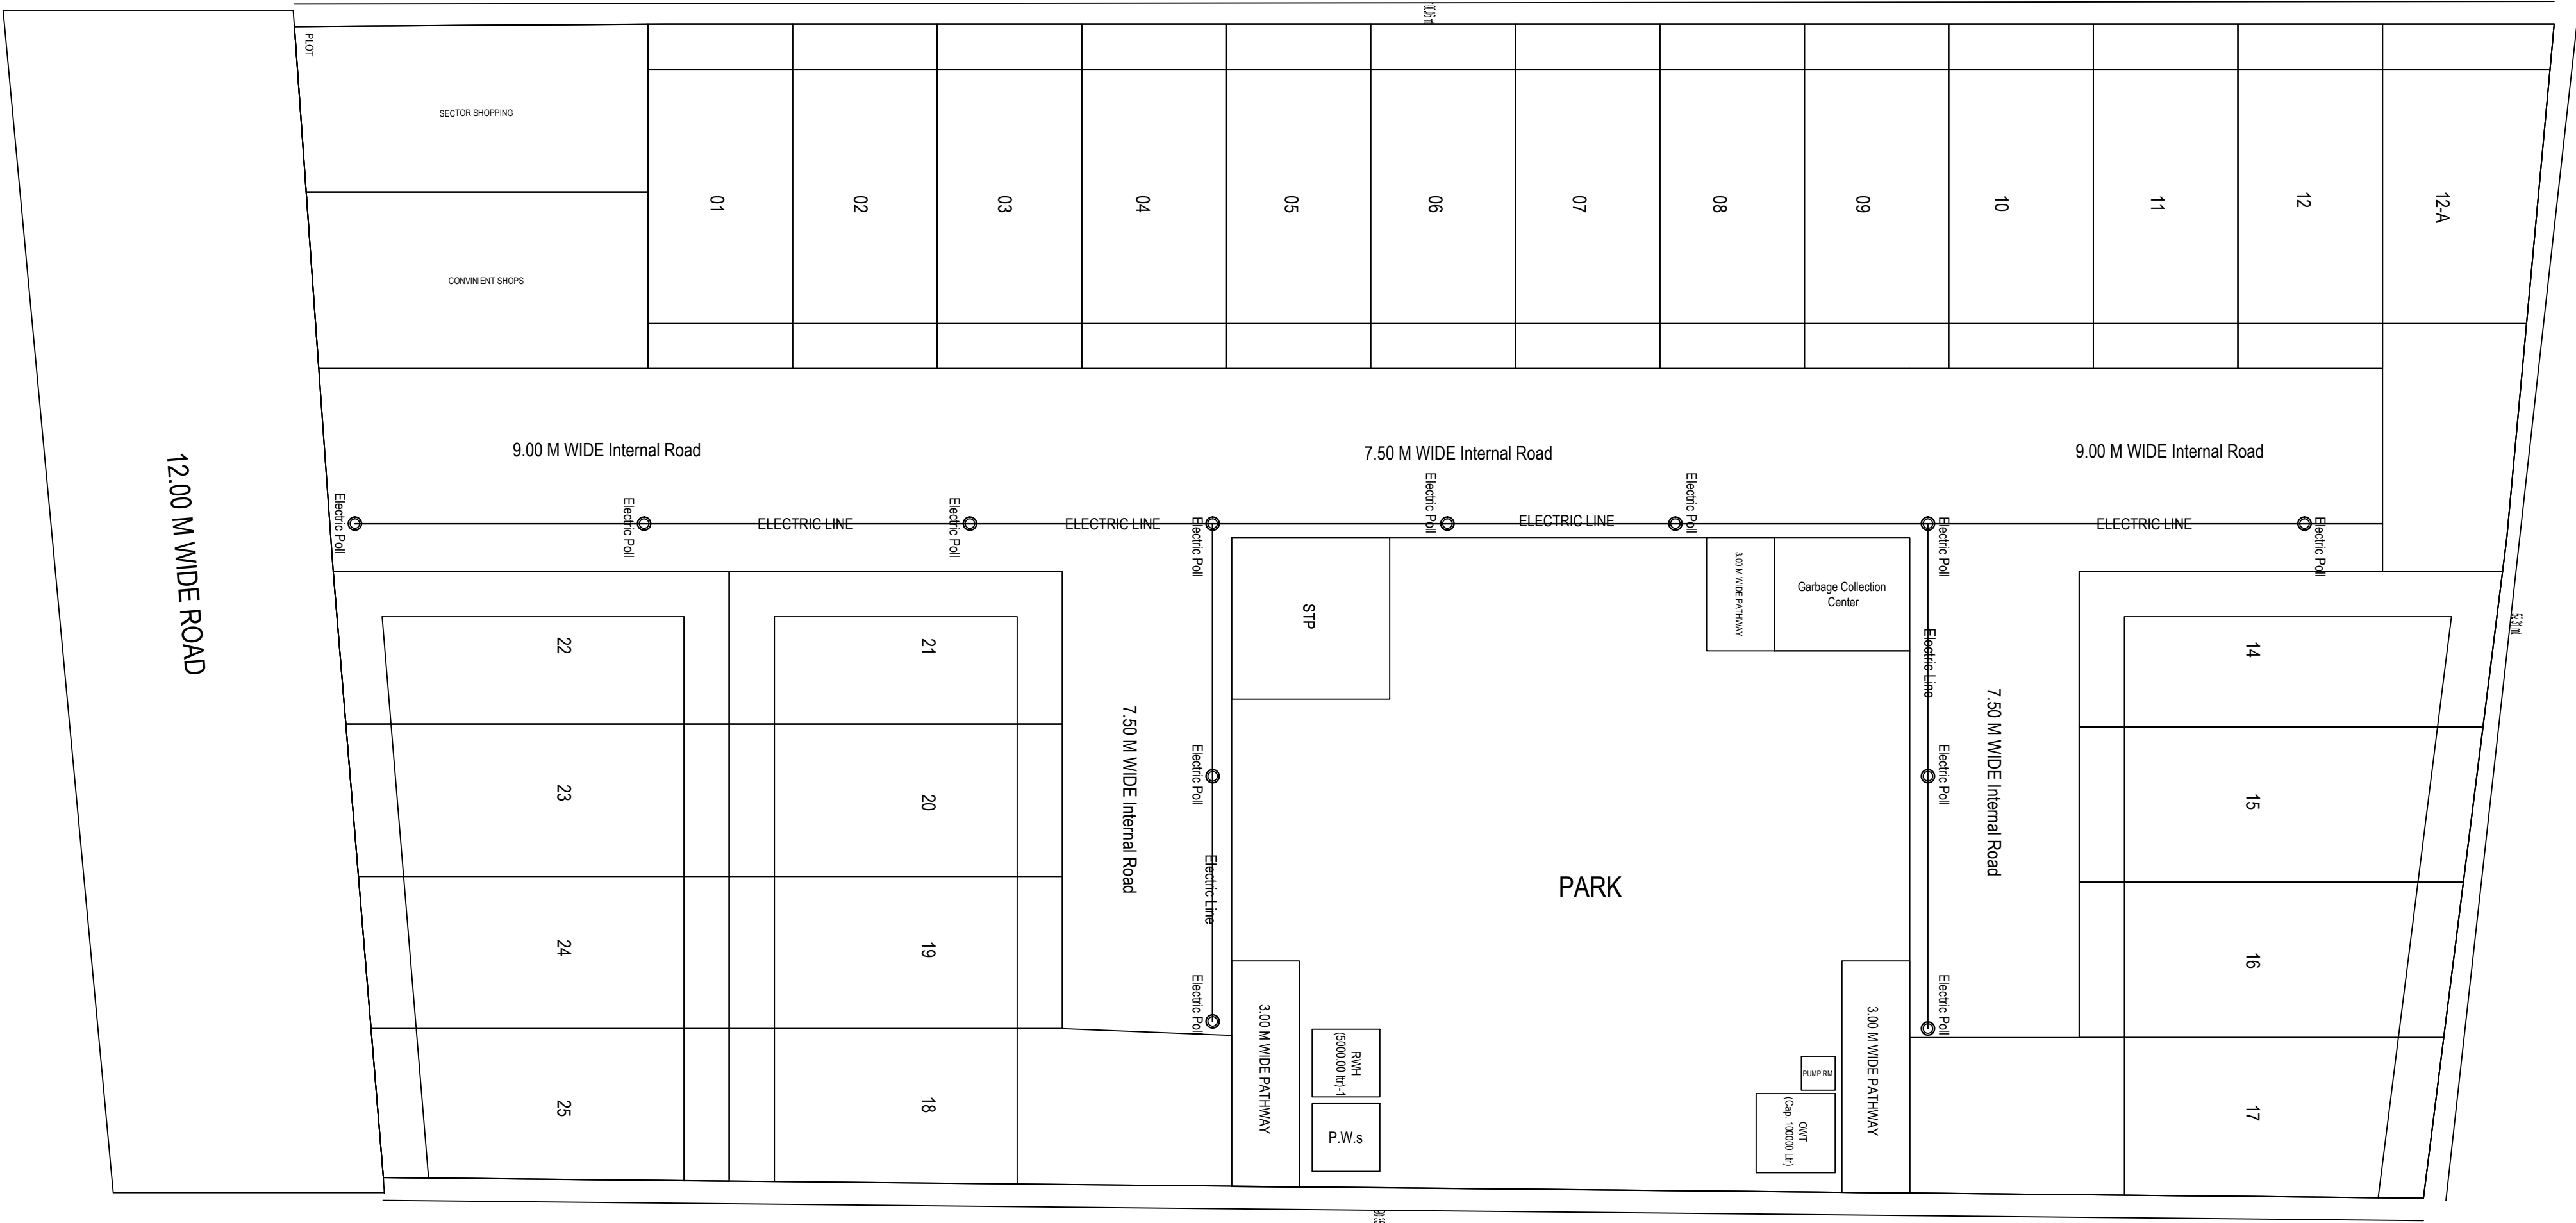 PLOT
SECTOR SHOPPING
CONVINIENT SHOPS
01
02
03
04
05
06
07
08
09
10
11
12
12-A
12.00 M WIDE ROAD
9.00 M WIDE Internal Road
7.50 M WIDE Internal Road
9.00 M WIDE Internal Road
Electric Poll
Electric Poll
ELECTRIC LINE
Electric Poll
ELECTRIC LINE
Electric Poll
Electric Poll
ELECTRIC LINE
Electric Poll
Electric Poll
ELECTRIC LINE
Electric Poll
STP
3.00 M WIDE PATHWAY
Garbage Collection
Center
22
21
14
Electric Line
7.50 M WIDE Internal Road
7.50 M WIDE Internal Road
Electric Poll
Electric Poll
23
20
15
Electric Line
PARK
24
19
16
Electric Pol
Electric Poll
3.00 M WIDE PATHWAY
RWH
(5000.00 ltr)-1
P.W.s
PUMP.RM
OWT
(Cap. 100000 Ltr)
3.00 M WIDE PATHWAY
25
18
17
52.31 mt.